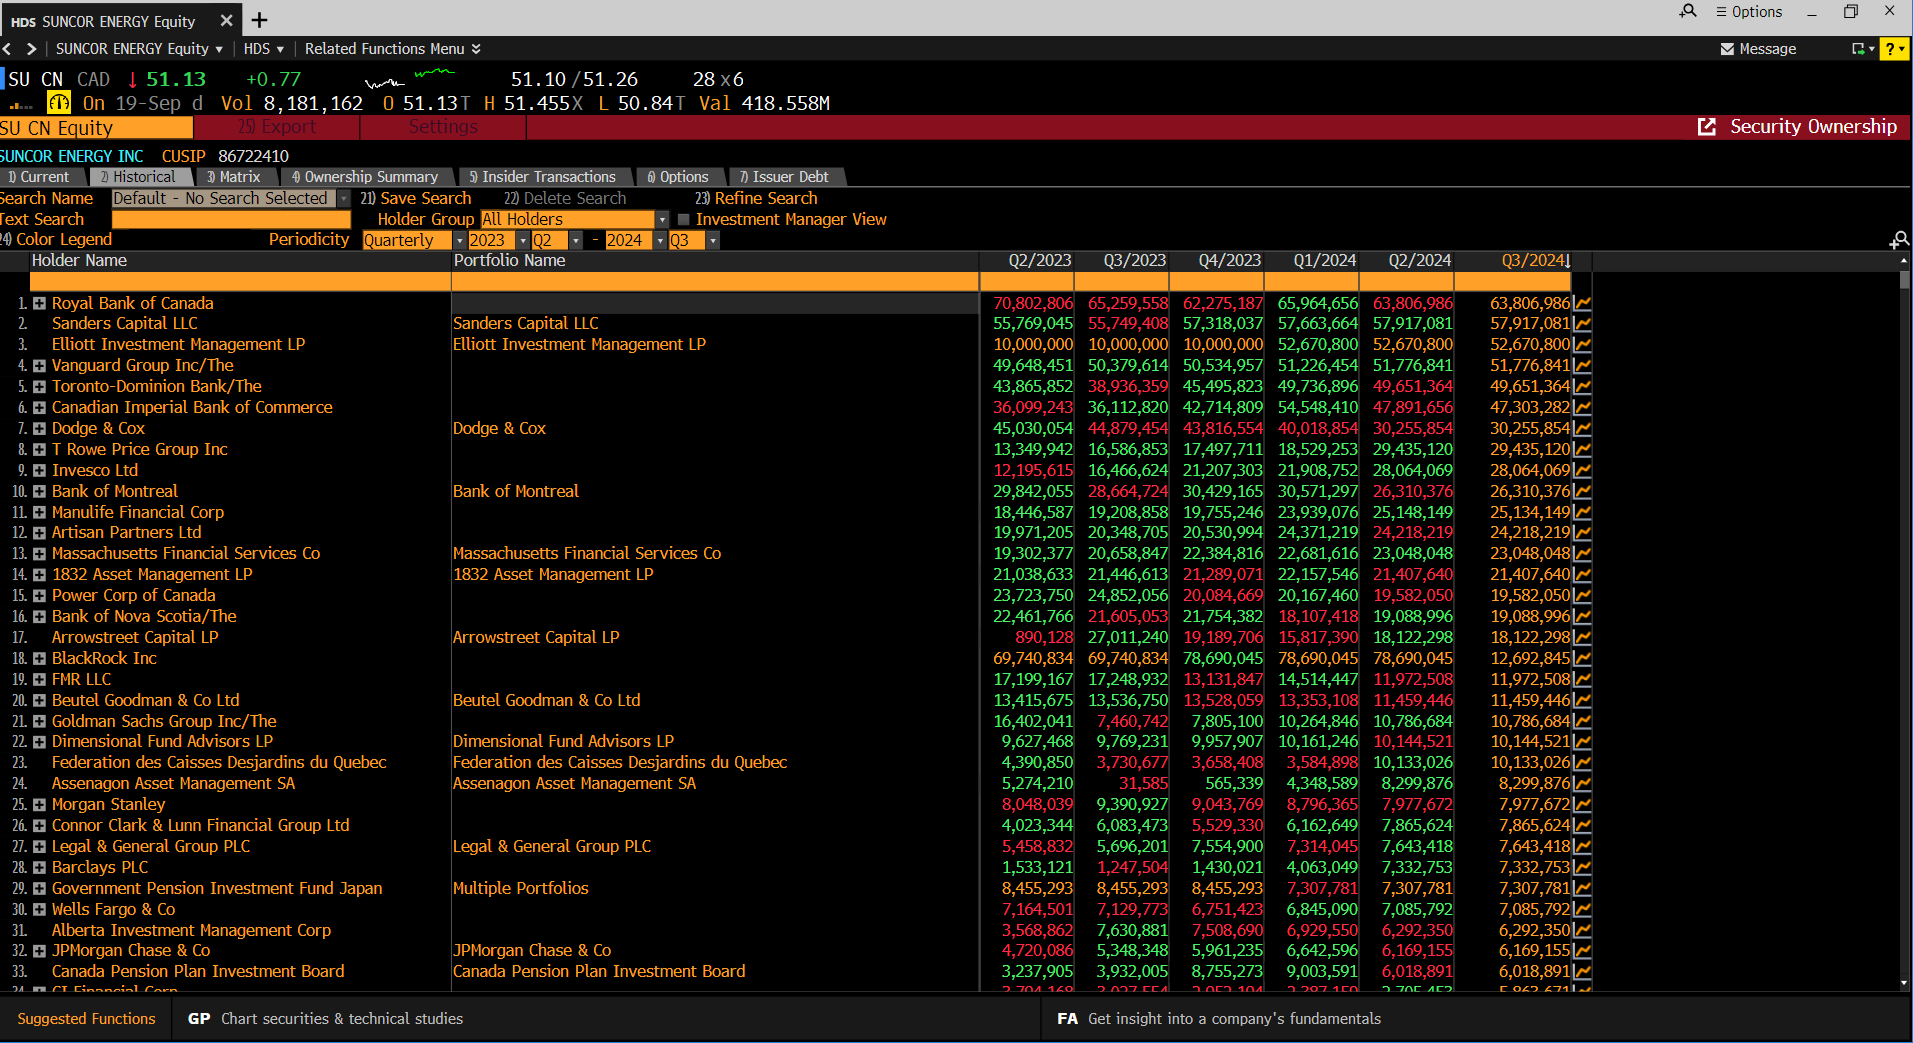 HDS SUNCOR ENERGY Equity × +
Options
< > SUNCOR ENERGY Equity HDS Related Functions Menu Message ?
SU CN CAD ↓ 51.13 +0.77 51.10/51.26 28x6
On 19-Sep d Vol 8,181,162 O 51.13T H 51.455X L 50.84T Val 418.558M
SU CN Equity 25) Export Settings Security Ownership
SUNCOR ENERGY INC CUSIP 86722410
1) Current 2) Historical 3) Matrix 4) Ownership Summary 5) Insider Transactions 6) Options 7) Issuer Debt
Search Name Default - No Search Selected 21) Save Search 22) Delete Search 23) Refine Search
Text Search Holder Group All Holders Investment Manager View
24) Color Legend Periodicity Quarterly 2023 Q2 - 2024 Q3
Holder Name Portfolio Name Q2/2023 Q3/2023 Q4/2023 Q1/2024 Q2/2024 Q3/2024↓
1. Royal Bank of Canada 70,802,806 65,259,558 62,275,187 65,964,656 63,806,986 63,806,986
2. Sanders Capital LLC Sanders Capital LLC 55,769,045 55,749,408 57,318,037 57,663,664 57,917,081 57,917,081
3. Elliott Investment Management LP Elliott Investment Management LP 10,000,000 10,000,000 10,000,000 52,670,800 52,670,800 52,670,800
4. Vanguard Group Inc/The 49,648,451 50,379,614 50,534,957 51,226,454 51,776,841 51,776,841
5. Toronto-Dominion Bank/The 43,865,852 38,936,359 45,495,823 49,736,896 49,651,364 49,651,364
6. Canadian Imperial Bank of Commerce 36,099,243 36,112,820 42,714,809 54,548,410 47,891,656 47,303,282
7. Dodge & Cox Dodge & Cox 45,030,054 44,879,454 43,816,554 40,018,854 30,255,854 30,255,854
8. T Rowe Price Group Inc 13,349,942 16,586,853 17,497,711 18,529,253 29,435,120 29,435,120
9. Invesco Ltd 12,195,615 16,466,624 21,207,303 21,908,752 28,064,069 28,064,069
10. Bank of Montreal Bank of Montreal 29,842,055 28,664,724 30,429,165 30,571,297 26,310,376 26,310,376
11. Manulife Financial Corp 18,446,587 19,208,858 19,755,246 23,939,076 25,148,149 25,134,149
12. Artisan Partners Ltd 19,971,205 20,348,705 20,530,994 24,371,219 24,218,219 24,218,219
13. Massachusetts Financial Services Co Massachusetts Financial Services Co 19,302,377 20,658,847 22,384,816 22,681,616 23,048,048 23,048,048
14. 1832 Asset Management LP 1832 Asset Management LP 21,038,633 21,446,613 21,289,071 22,157,546 21,407,640 21,407,640
15. Power Corp of Canada 23,723,750 24,852,056 20,084,669 20,167,460 19,582,050 19,582,050
16. Bank of Nova Scotia/The 22,461,766 21,605,053 21,754,382 18,107,418 19,088,996 19,088,996
17. Arrowstreet Capital LP Arrowstreet Capital LP 890,128 27,011,240 19,189,706 15,817,390 18,122,298 18,122,298
18. BlackRock Inc 69,740,834 69,740,834 78,690,045 78,690,045 78,690,045 12,692,845
19. FMR LLC 17,199,167 17,248,932 13,131,847 14,514,447 11,972,508 11,972,508
20. Beutel Goodman & Co Ltd Beutel Goodman & Co Ltd 13,415,675 13,536,750 13,528,059 13,353,108 11,459,446 11,459,446
21. Goldman Sachs Group Inc/The 16,402,041 7,460,742 7,805,100 10,264,846 10,786,684 10,786,684
22. Dimensional Fund Advisors LP Dimensional Fund Advisors LP 9,627,468 9,769,231 9,957,907 10,161,246 10,144,521 10,144,521
23. Federation des Caisses Desjardins du Quebec Federation des Caisses Desjardins du Quebec 4,390,850 3,730,677 3,658,408 3,584,898 10,133,026 10,133,026
24. Assenagon Asset Management SA Assenagon Asset Management SA 5,274,210 31,585 565,339 4,348,589 8,299,876 8,299,876
25. Morgan Stanley 8,048,039 9,390,927 9,043,769 8,796,365 7,977,672 7,977,672
26. Connor Clark & Lunn Financial Group Ltd 4,023,344 6,083,473 5,529,330 6,162,649 7,865,624 7,865,624
27. Legal & General Group PLC Legal & General Group PLC 5,458,832 5,696,201 7,554,900 7,314,045 7,643,418 7,643,418
28. Barclays PLC 1,533,121 1,247,504 1,430,021 4,063,049 7,332,753 7,332,753
29. Government Pension Investment Fund Japan Multiple Portfolios 8,455,293 8,455,293 8,455,293 7,307,781 7,307,781 7,307,781
30. Wells Fargo & Co 7,164,501 7,129,773 6,751,423 6,845,090 7,085,792 7,085,792
31. Alberta Investment Management Corp 3,568,862 7,630,881 7,508,690 6,929,550 6,292,350 6,292,350
32. JPMorgan Chase & Co JPMorgan Chase & Co 4,720,086 5,348,348 5,961,235 6,642,596 6,169,155 6,169,155
33. Canada Pension Plan Investment Board Canada Pension Plan Investment Board 3,237,905 3,932,005 8,755,273 9,003,591 6,018,891 6,018,891
34. CI Financial Corp
Suggested Functions GP Chart securities & technical studies FA Get insight into a company's fundamentals